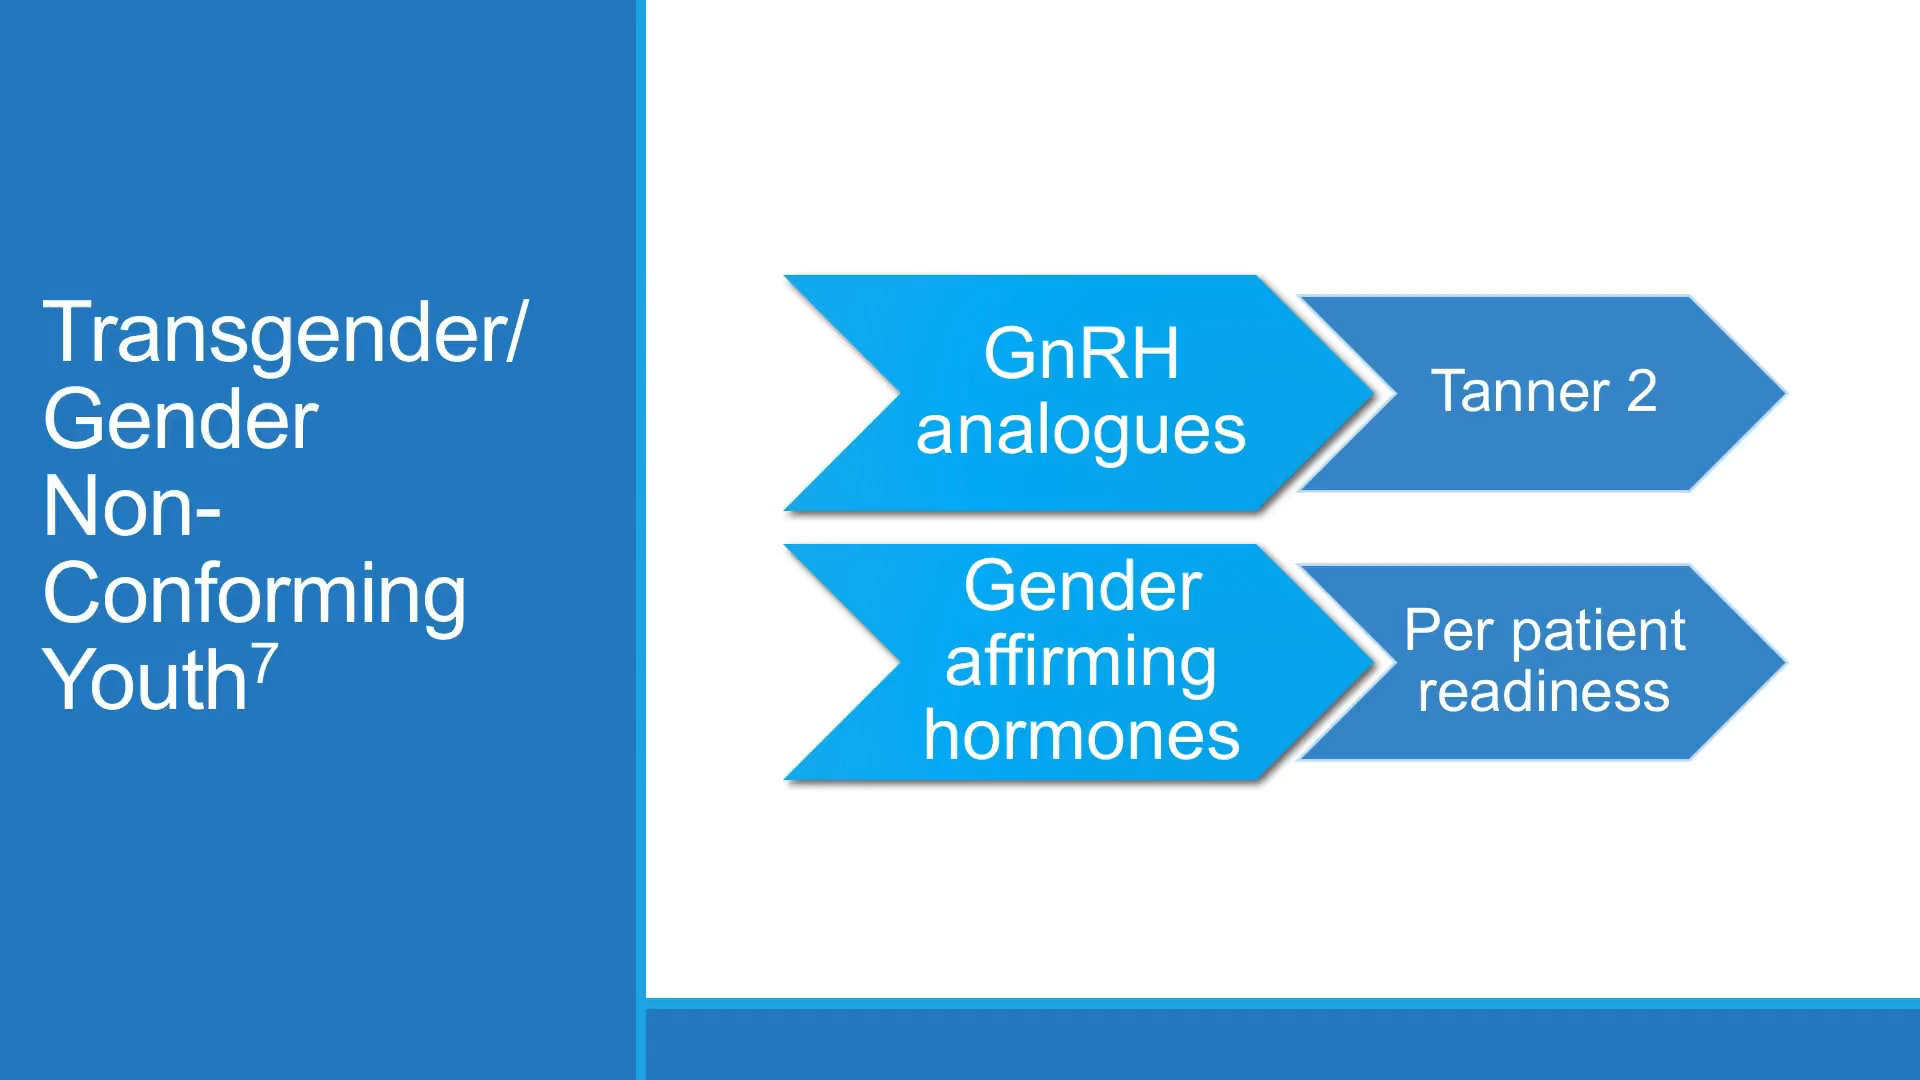 Transgender/
Gender
Non-
Conforming
Youth⁷
GnRH
analogues
Tanner 2
Gender
affirming
hormones
Per patient
readiness